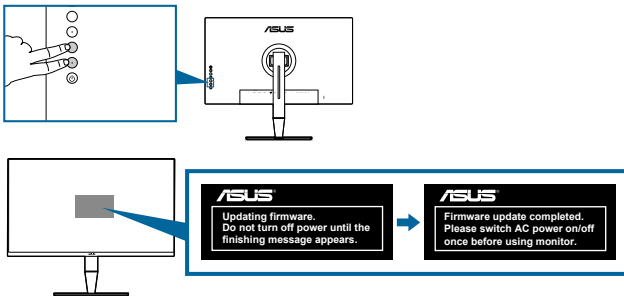 ASUS
ASUS
Updating firmware.
Do not turn off power until the
finishing message appears.
ASUS
Firmware update completed.
Please switch AC power on/off
once before using monitor.